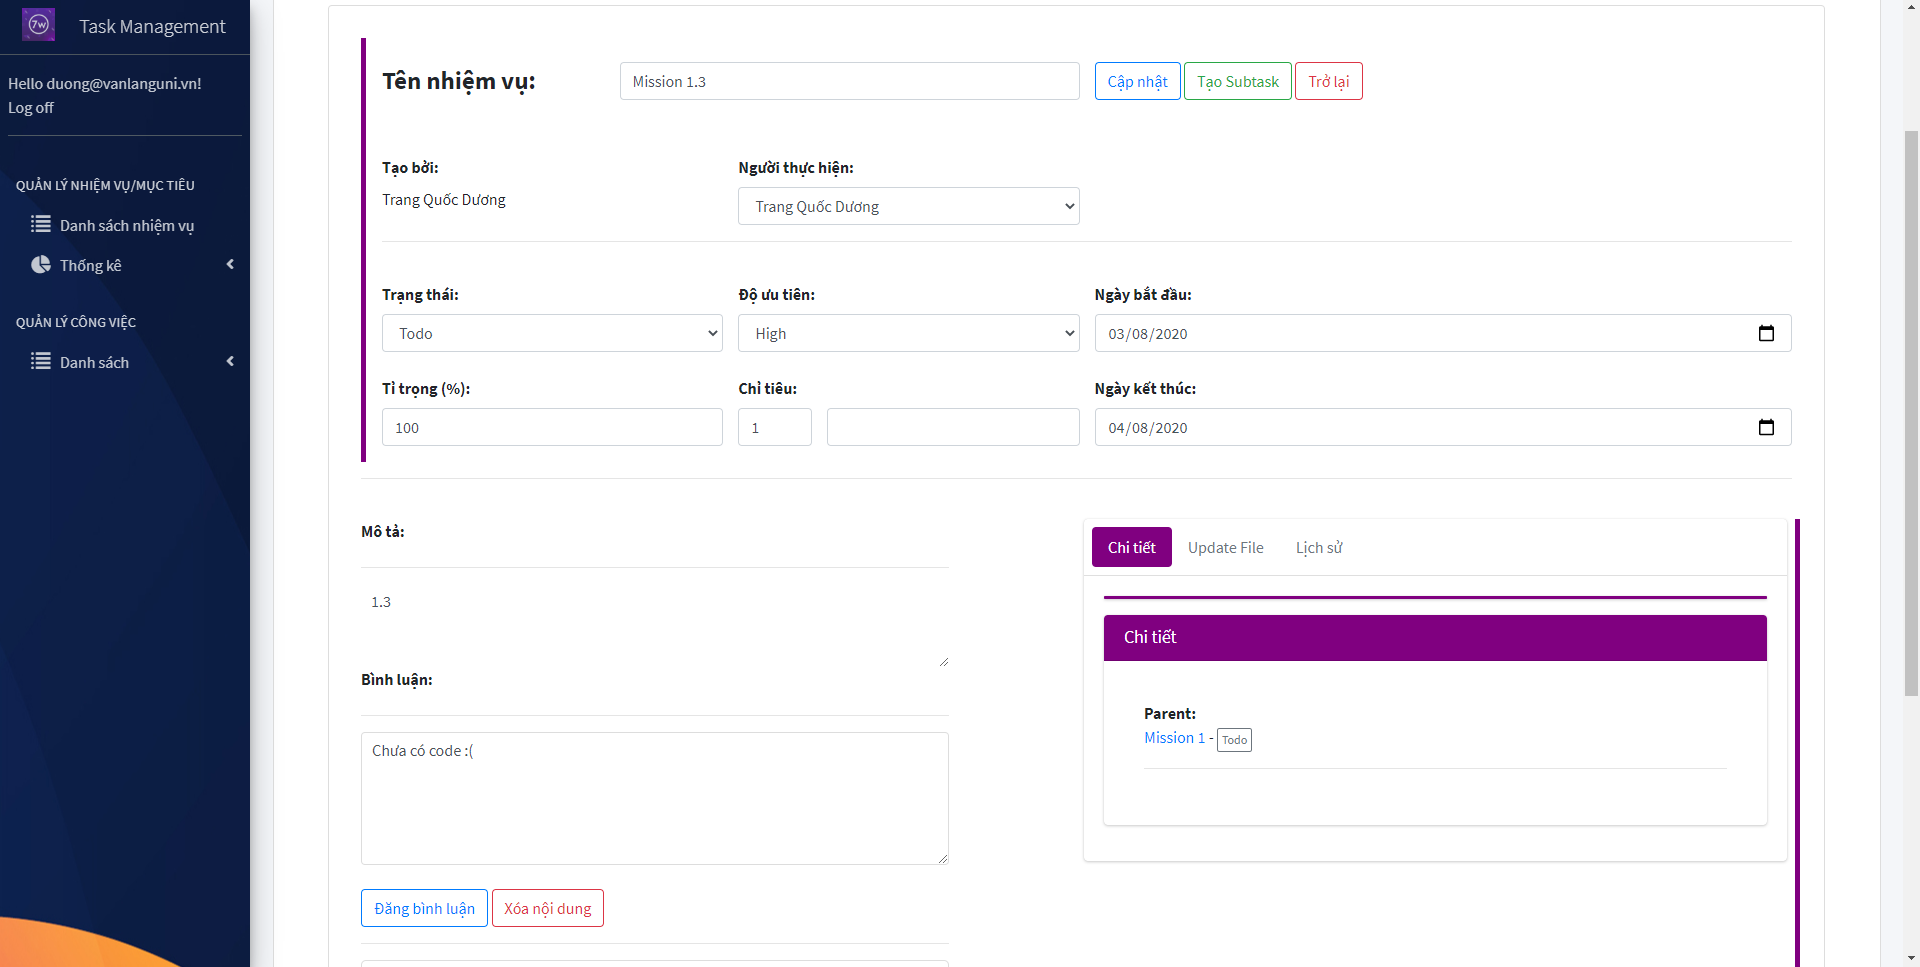 7w
Task Management
Hello duong@vanlanguni.vn!
Log off
QUẢN LÝ NHIỆM VỤ/MỤC TIÊU
Danh sách nhiệm vụ
Thống kê
QUẢN LÝ CÔNG VIỆC
Danh sách
Tên nhiệm vụ:
Mission 1.3
Cập nhật
Tạo Subtask
Trở lại
Tạo bởi:
Trang Quốc Dương
Người thực hiện:
Trang Quốc Dương
Trạng thái:
Todo
Độ ưu tiên:
High
Ngày bắt đầu:
03/08/2020
Tỉ trọng (%):
100
Chỉ tiêu:
1
Ngày kết thúc:
04/08/2020
Mô tả:
1.3
Bình luận:
Chưa có code :(
Đăng bình luận
Xóa nội dung
Chi tiết
Update File
Lịch sử
Chi tiết
Parent:
Mission 1 - Todo